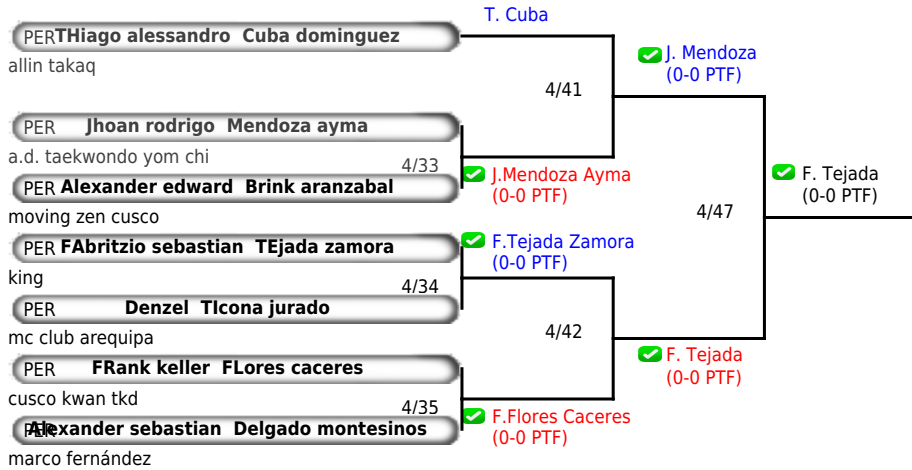 T. Cuba
PER THiago alessandro Cuba dominguez
allin takaq
J. Mendoza
(0-0 PTF)
4/41
PER Jhoan rodrigo Mendoza ayma
a.d. taekwondo yom chi
4/33
J.Mendoza Ayma
(0-0 PTF)
PER Alexander edward Brink aranzabal
moving zen cusco
F. Tejada
(0-0 PTF)
4/47
PER FAbritzio sebastian TEjada zamora
king
F.Tejada Zamora
(0-0 PTF)
4/34
PER Denzel TIcona jurado
mc club arequipa
4/42
F. Tejada
(0-0 PTF)
PER FRank keller FLores caceres
cusco kwan tkd
4/35
F.Flores Caceres
(0-0 PTF)
PER Alexander sebastian Delgado montesinos
marco fernández